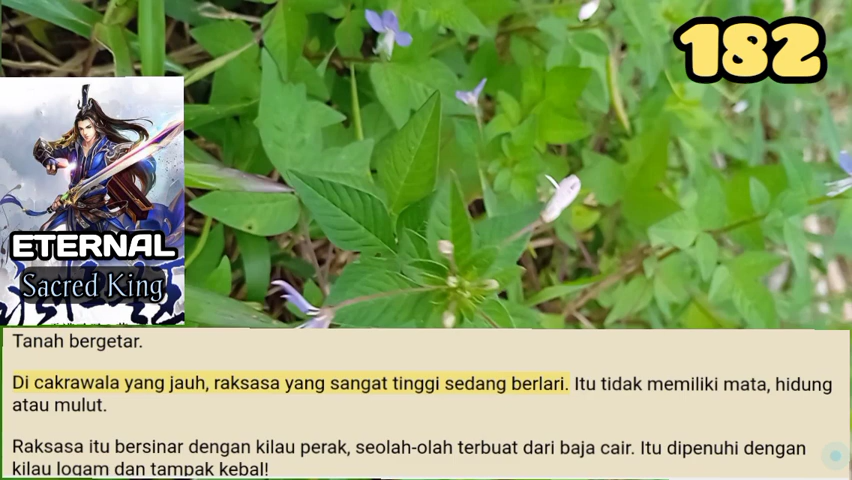 182
ETERNAL
Sacred King
Tanah bergetar.
Di cakrawala yang jauh, raksasa yang sangat tinggi sedang berlari. Itu tidak memiliki mata, hidung
atau mulut.
Raksasa itu bersinar dengan kilau perak, seolah-olah terbuat dari baja cair. Itu dipenuhi dengan
kilau logam dan tampak kebal!